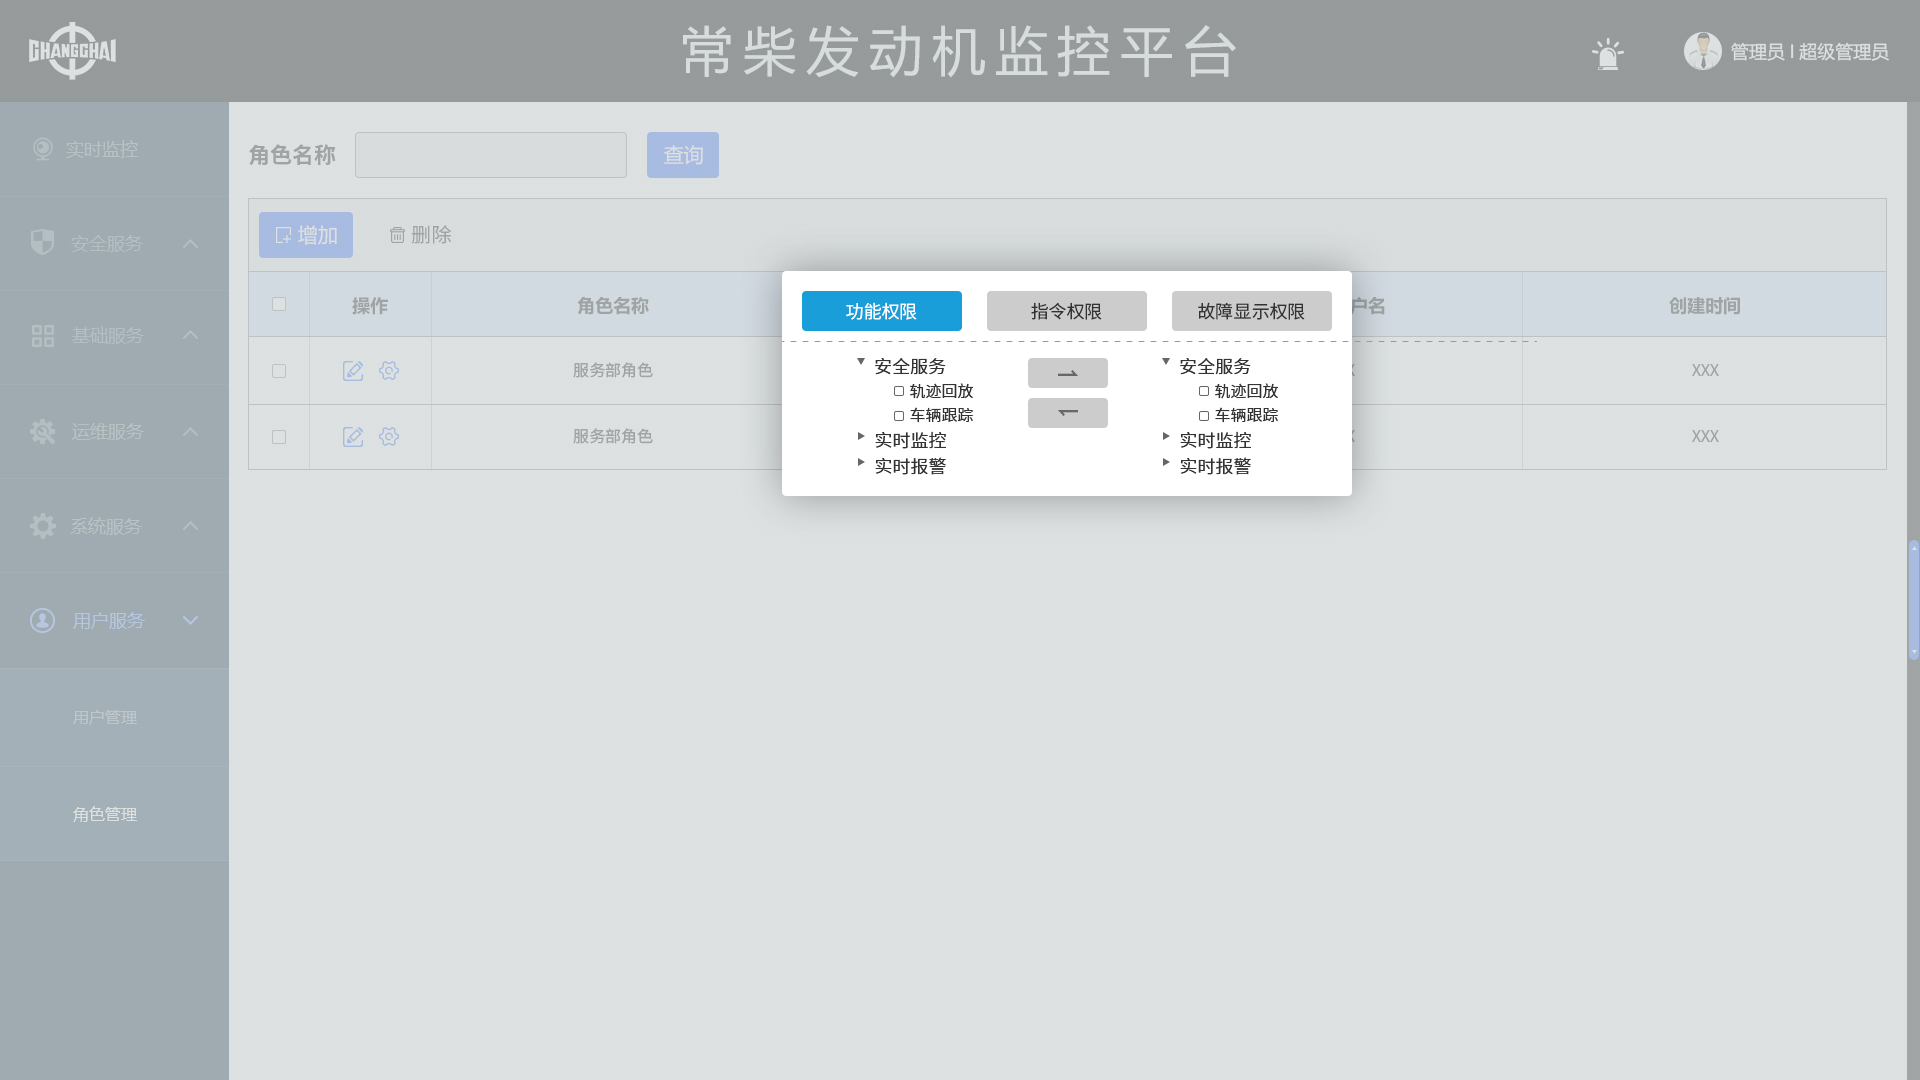 CHANGCHAI
常柴发动机监控平台
管理员 | 超级管理员
实时监控
安全服务
基础服务
运维服务
系统服务
用户服务
用户管理
角色管理
角色名称
查询
增加
删除
操作
角色名称
户名
创建时间
服务部角色
XXX
服务部角色
XXX
功能权限
指令权限
故障显示权限
安全服务
轨迹回放
车辆跟踪
实时监控
实时报警
安全服务
轨迹回放
车辆跟踪
实时监控
实时报警